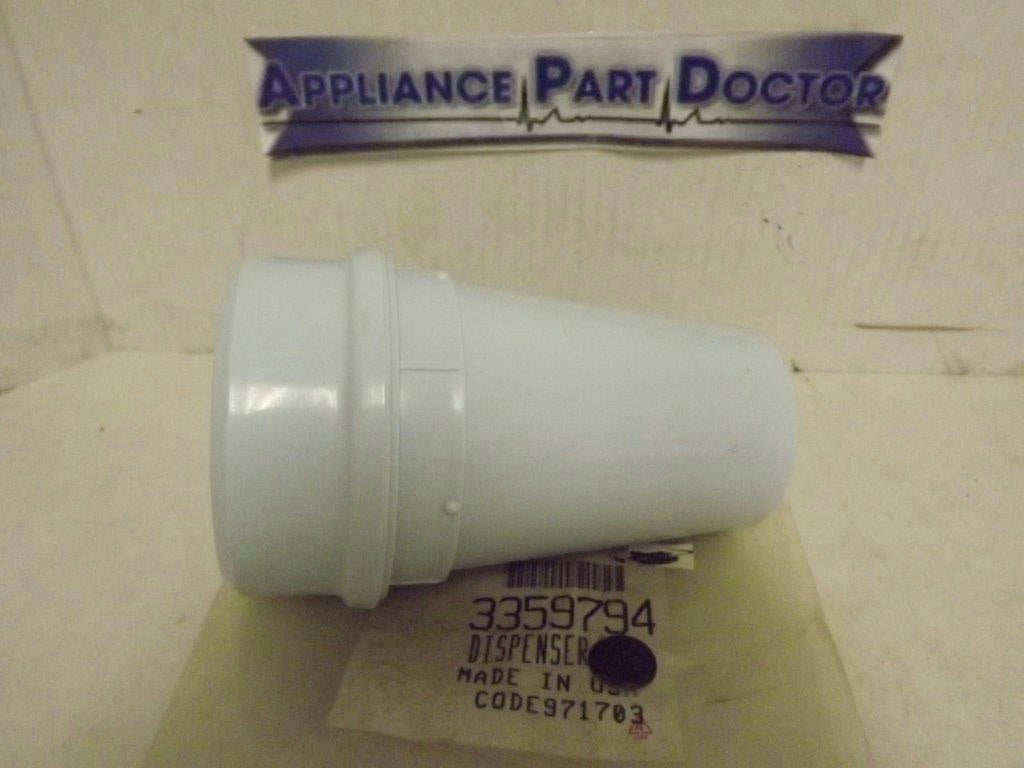 APPLIANCE PART DOCTOR
3359794
DISPENSER
MADE IN USA
CODE971703